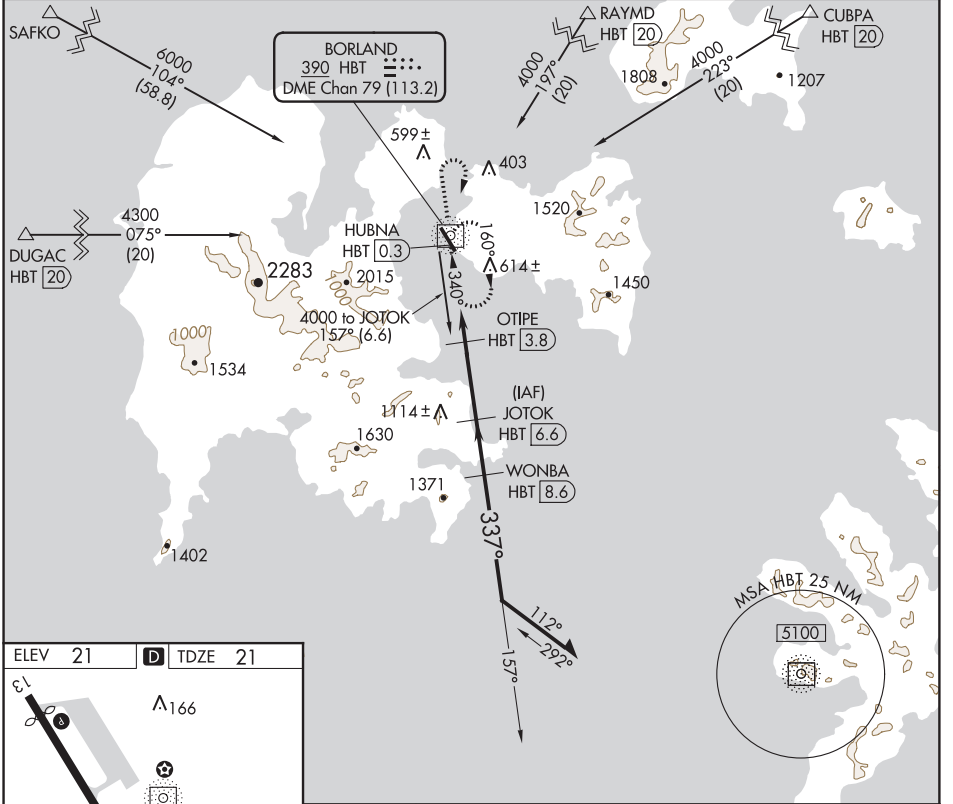 SAFKO
6000
104°
(58.8)
BORLAND
390 HBT
DME Chan 79 (113.2)
RAYMD
HBT 20
4000
197°
(20)
CUBPA
HBT 20
4000
223°
(20)
1808
1207
599 ±
403
1520
DUGAC
HBT 20
4300
075°
(20)
HUBNA
HBT 0.3
160°
340°
614 ±
2283
2015
1450
4000 to JOTOK
157° (6.6)
OTIPE
HBT 3.8
1000
1534
(IAF)
JOTOK
HBT 6.6
1114 ±
1630
WONBA
HBT 8.6
1371
337°
1402
112°
292°
157°
MSA HBT 25 NM
5100
ELEV 21
D
TDZE 21
13
P
166